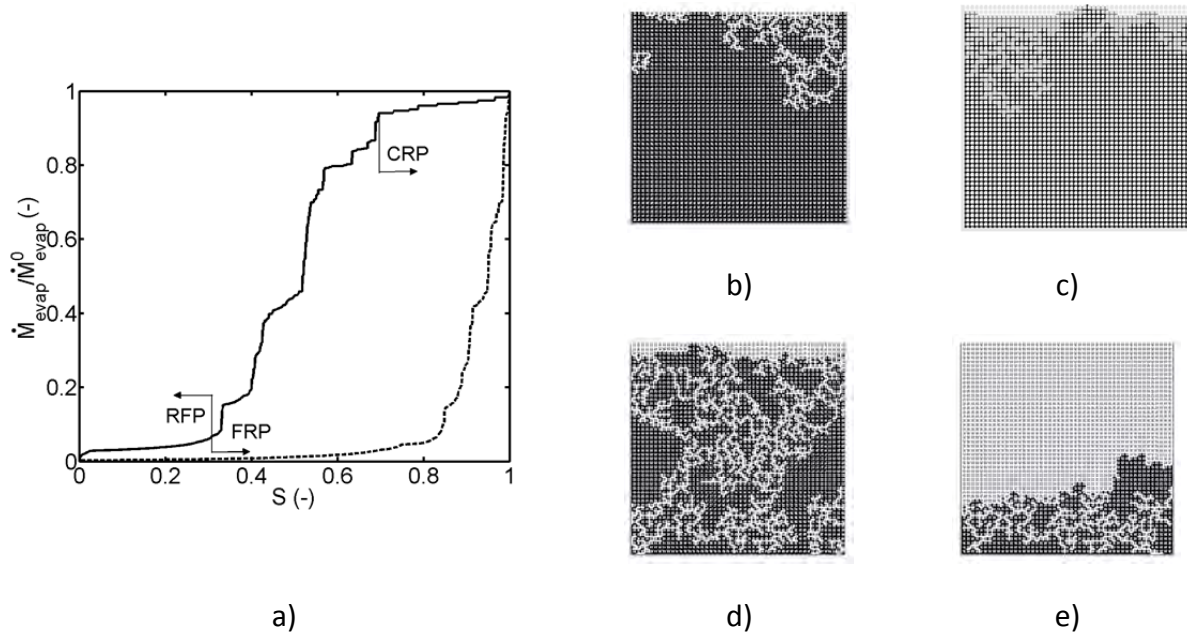 1
0.8
0.6
0.4
0.2
0
0 0.2 0.4 0.6 0.8 1
Ṁevap/Ṁ⁰evap (-)
S (-)
CRP
RFP
FRP
a)
b)
c)
d)
e)